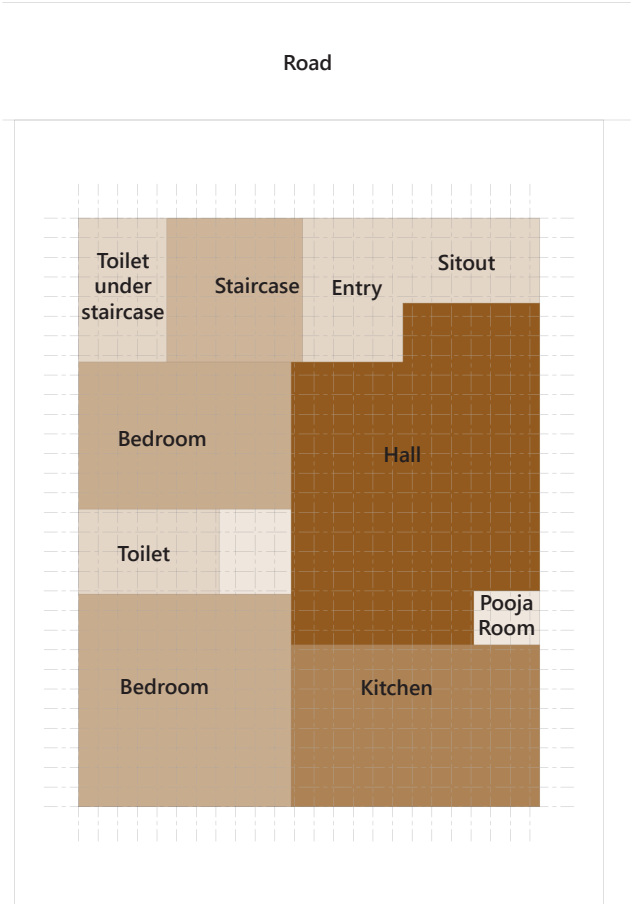 Road
Toilet
under
staircase
Staircase
Entry
Sitout
Bedroom
Hall
Toilet
Pooja
Room
Bedroom
Kitchen